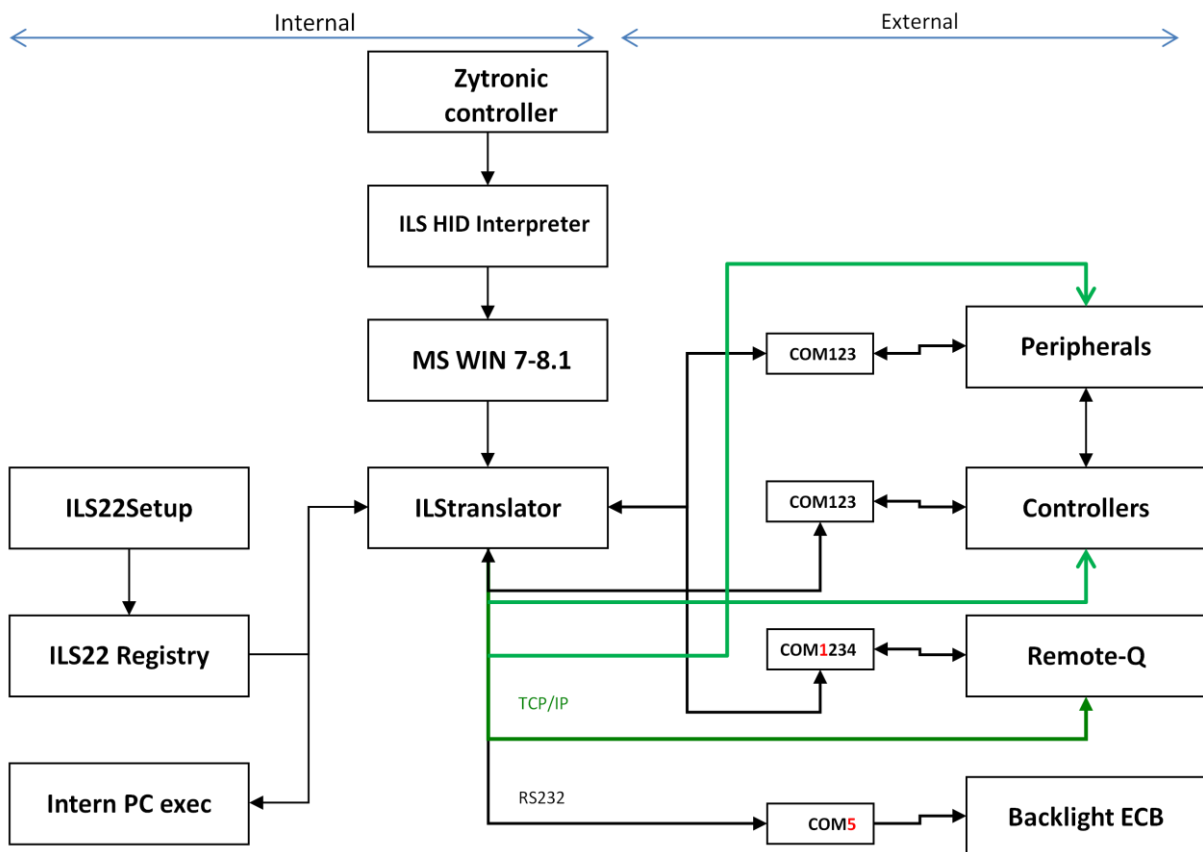 Internal
External
Zytronic
controller
ILS HID Interpreter
MS WIN 7-8.1
COM123
Peripherals
ILS22Setup
ILStranslator
COM123
Controllers
ILS22 Registry
COM1234
Remote-Q
TCP/IP
Intern PC exec
RS232
COM5
Backlight ECB